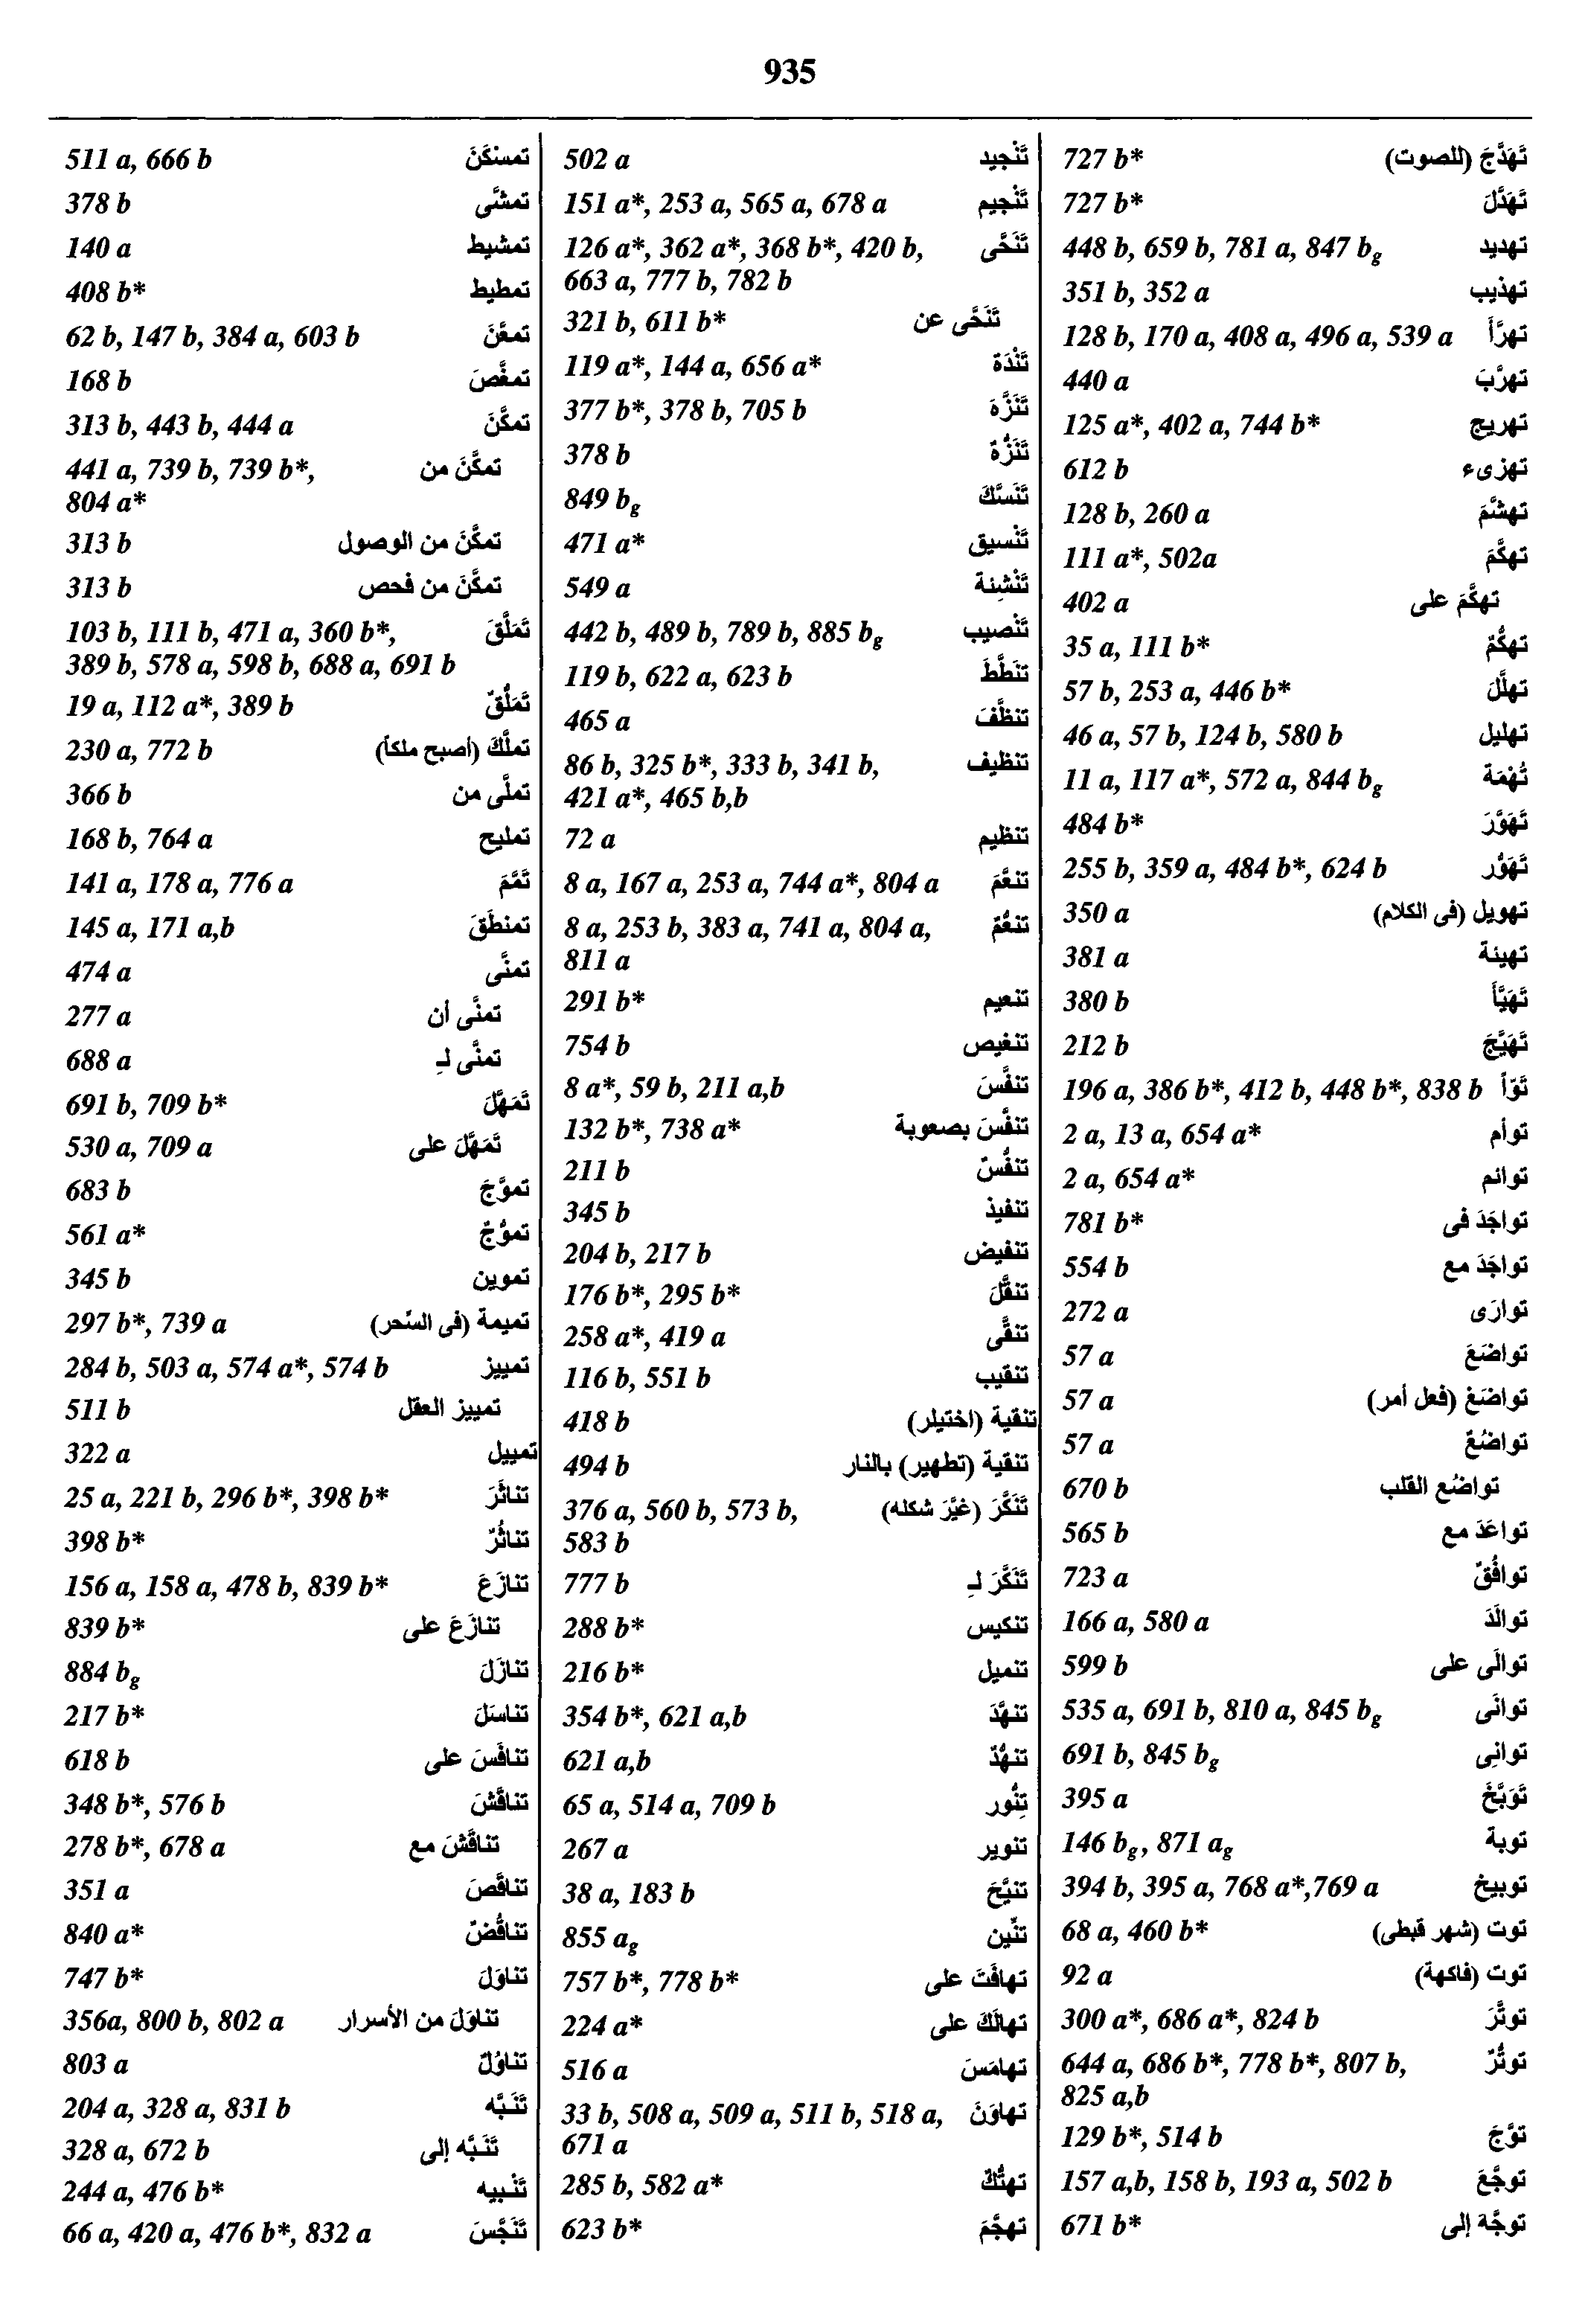 935
511 a, 666 b تمسْكَنَ
378 b تمشَّى
140 a تمشيط
408 b* تمطيط
62 b, 147 b, 384 a, 603 b تمعَّنَ
168 b تمغَّصَ
313 b, 443 b, 444 a تمكَّنَ
441 a, 739 b, 739 b*, تمكَّنَ من
804 a*
313 b تمكَّنَ من الوصول
313 b تمكَّنَ من فحص
103 b, 111 b, 471 a, 360 b*, تَمَلَّقَ
389 b, 578 a, 598 b, 688 a, 691 b
19 a, 112 a*, 389 b تَمَلُّقٌ
230 a, 772 b تملَّكَ (أصبح ملكاً)
366 b تملَّى من
168 b, 764 a تمليح
141 a, 178 a, 776 a تَمَّمَ
145 a, 171 a,b تمنطَقَ
474 a تمنَّى
277 a تمنَّى أن
688 a تمنَّى لـِ
691 b, 709 b* تَمَهَّلَ
530 a, 709 a تَمَهَّلَ على
683 b تموَّجَ
561 a* تموُّجٌ
345 b تموين
297 b*, 739 a تميمة (فى السِّحر)
284 b, 503 a, 574 a*, 574 b تمييز
511 b تمييز العقل
322 a تمييل
25 a, 221 b, 296 b*, 398 b* تناثَرَ
398 b* تناثُرٌ
156 a, 158 a, 478 b, 839 b* تنازَعَ
839 b* تنازَعَ على
884 bg تنازَلَ
217 b* تناسَلَ
618 b تنافَسَ على
348 b*, 576 b تناقَشَ
278 b*, 678 a تناقَشَ مع
351 a تناقَصَ
840 a* تناقُضٌ
747 b* تناوَلَ
356a, 800 b, 802 a تناوَلَ من الأسرار
803 a تناوُلٌ
204 a, 328 a, 831 b تَنَبَّه
328 a, 672 b تَنَبَّه إلى
244 a, 476 b* تَنْبيه
66 a, 420 a, 476 b*, 832 a تَنَجَّسَ
502 a تَنْجيد
151 a*, 253 a, 565 a, 678 a تَنْجيم
126 a*, 362 a*, 368 b*, 420 b, تَنَحَّى
663 a, 777 b, 782 b
321 b, 611 b* تَنَحَّى عن
119 a*, 144 a, 656 a* تَنْدَة
377 b*, 378 b, 705 b تَنَزَّهَ
378 b تَنَزُّهٌ
849 bg تَنَسَّكَ
471 a* تَنْسيق
549 a تَنْشِئة
442 b, 489 b, 789 b, 885 bg تَنْصيب
119 b, 622 a, 623 b تنَطَّطَ
465 a تنظَّفَ
86 b, 325 b*, 333 b, 341 b, تنظيف
421 a*, 465 b,b
72 a تنظيم
8 a, 167 a, 253 a, 744 a*, 804 a تنعَّمَ
8 a, 253 b, 383 a, 741 a, 804 a, تنعُّمٌ
811 a
291 b* تنعيم
754 b تنغيص
8 a*, 59 b, 211 a,b تنفَّسَ
132 b*, 738 a* تنفَّسَ بصعوبة
211 b تنفُّسٌ
345 b تنفيذ
204 b, 217 b تنفيض
176 b*, 295 b* تنقَّلَ
258 a*, 419 a تنقَّى
116 b, 551 b تنقيب
418 b تنقية (اختيار)
494 b تنقية (تطهير) بالنار
376 a, 560 b, 573 b, تَنَكَّرَ (غيَّرَ شكله)
583 b
777 b تَنَكَّرَ لـِ
288 b* تنكيس
216 b* تنميل
354 b*, 621 a,b تنهَّدَ
621 a,b تنهُّدٌ
65 a, 514 a, 709 b تِنُّور
267 a تنوير
38 a, 183 b تنيَّحَ
855 ag تنِّين
757 b*, 778 b* تهافَتَ على
224 a* تهالَكَ على
516 a تهامَسَ
33 b, 508 a, 509 a, 511 b, 518 a, تهاوَنَ
671 a
285 b, 582 a* تهتُّكٌ
623 b* تهجَّمَ
727 b* تَهَدَّجَ (للصوت)
727 b* تَهَدَّلَ
448 b, 659 b, 781 a, 847 bg تهديد
351 b, 352 a تهذيب
128 b, 170 a, 408 a, 496 a, 539 a تهرَّأَ
440 a تهرَّبَ
125 a*, 402 a, 744 b* تهريج
612 b تهزىء
128 b, 260 a تهشَّمَ
111 a*, 502a تهكَّمَ
402 a تهكَّمَ على
35 a, 111 b* تهكُّمٌ
57 b, 253 a, 446 b* تهلَّلَ
46 a, 57 b, 124 b, 580 b تهليل
11 a, 117 a*, 572 a, 844 bg تُهْمَة
484 b* تَهَوَّرَ
255 b, 359 a, 484 b*, 624 b تَهَوُّر
350 a تهويل (فى الكلام)
381 a تهيئة
380 b تَهَيَّأَ
212 b تَهَيَّجَ
196 a, 386 b*, 412 b, 448 b*, 838 b تَوّاً
2 a, 13 a, 654 a* توأم
2 a, 654 a* توائم
781 b* تواجَدَ فى
554 b تواجَدَ مع
272 a توارَى
57 a تواضَعَ
57 a تواضَعْ (فعل أمر)
57 a تواضُعٌ
670 b تواضُع القلب
565 b تواعَدَ مع
723 a توافُقٌ
166 a, 580 a توالَدَ
599 b توالَى على
535 a, 691 b, 810 a, 845 bg توانَى
691 b, 845 bg توانِى
395 a تَوَبَّخَ
146 bg, 871 ag توبة
394 b, 395 a, 768 a*,769 a توبيخ
68 a, 460 b* توت (شهر قبطى)
92 a توت (فاكهة)
300 a*, 686 a*, 824 b توتَّرَ
644 a, 686 b*, 778 b*, 807 b, توتُّرٌ
825 a,b
129 b*, 514 b توَّجَ
157 a,b, 158 b, 193 a, 502 b توجَّعَ
671 b* توجَّهَ إلى